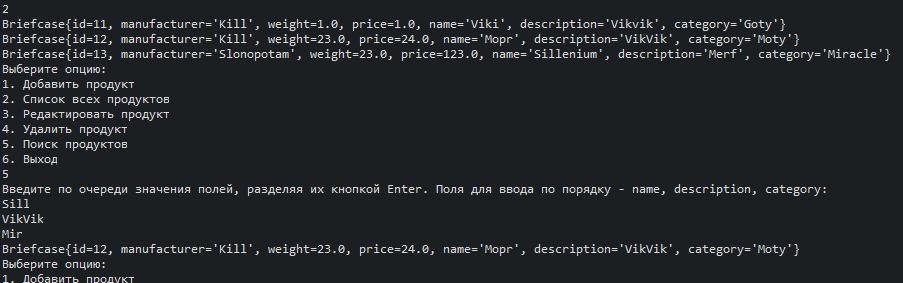 2
Briefcase{id=11, manufacturer='Kill', weight=1.0, price=1.0, name='Viki', description='Vikvik', category='Goty'}
Briefcase{id=12, manufacturer='Kill', weight=23.0, price=24.0, name='Mopr', description='VikVik', category='Moty'}
Briefcase{id=13, manufacturer='Slonopotam', weight=23.0, price=123.0, name='Sillenium', description='Merf', category='Miracle'}
Выберите опцию:
1. Добавить продукт
2. Список всех продуктов
3. Редактировать продукт
4. Удалить продукт
5. Поиск продуктов
6. Выход
5
Введите по очереди значения полей, разделяя их кнопкой Enter. Поля для ввода по порядку - name, description, category:
Sill
VikVik
Mir
Briefcase{id=12, manufacturer='Kill', weight=23.0, price=24.0, name='Mopr', description='VikVik', category='Moty'}
Выберите опцию:
1. Добавить продукт